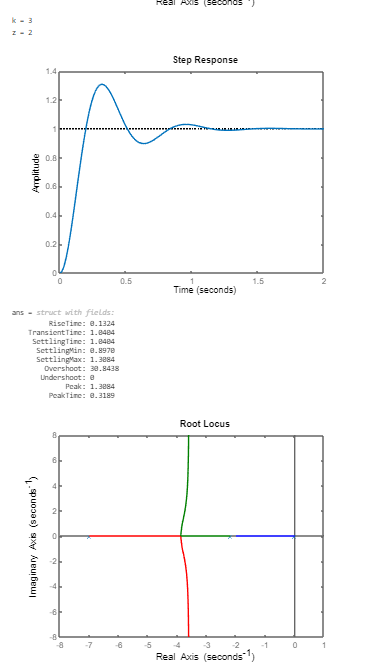 Real Axis (seconds⁻¹)
k = 3
z = 2
Step Response
1.4
1.2
1
0.8
0.6
0.4
0.2
0
Amplitude
0 0.5 1 1.5 2
Time (seconds)
ans = struct with fields:
RiseTime: 0.1324
TransientTime: 1.0404
SettlingTime: 1.0404
SettlingMin: 0.8970
SettlingMax: 1.3084
Overshoot: 30.8438
Undershoot: 0
Peak: 1.3084
PeakTime: 0.3189
Root Locus
8
6
4
2
0
-2
-4
-6
-8
Imaginary Axis (seconds⁻¹)
-8 -7 -6 -5 -4 -3 -2 -1 0 1
Real Axis (seconds⁻¹)